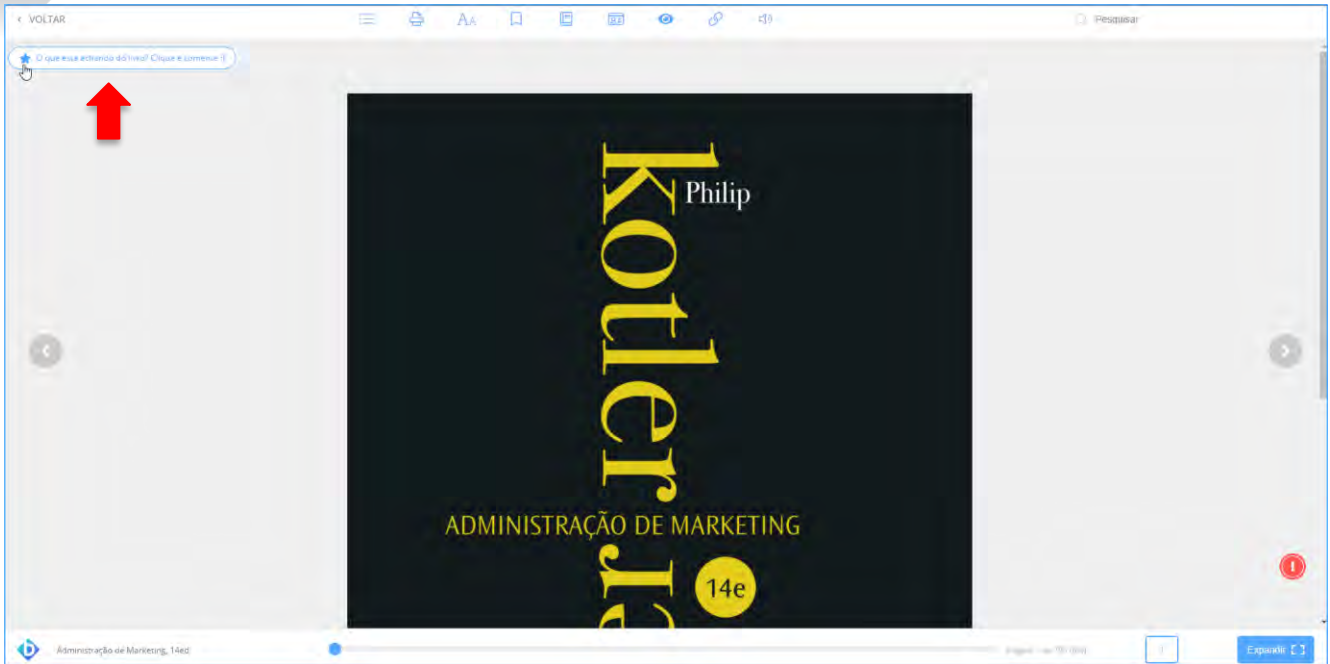 VOLTAR
Pesquisar
O que está achando do livro? Clique e comente
kotler
Philip
ADMINISTRAÇÃO DE MARKETING
14e
Administração de Marketing, 14ed
Expandir